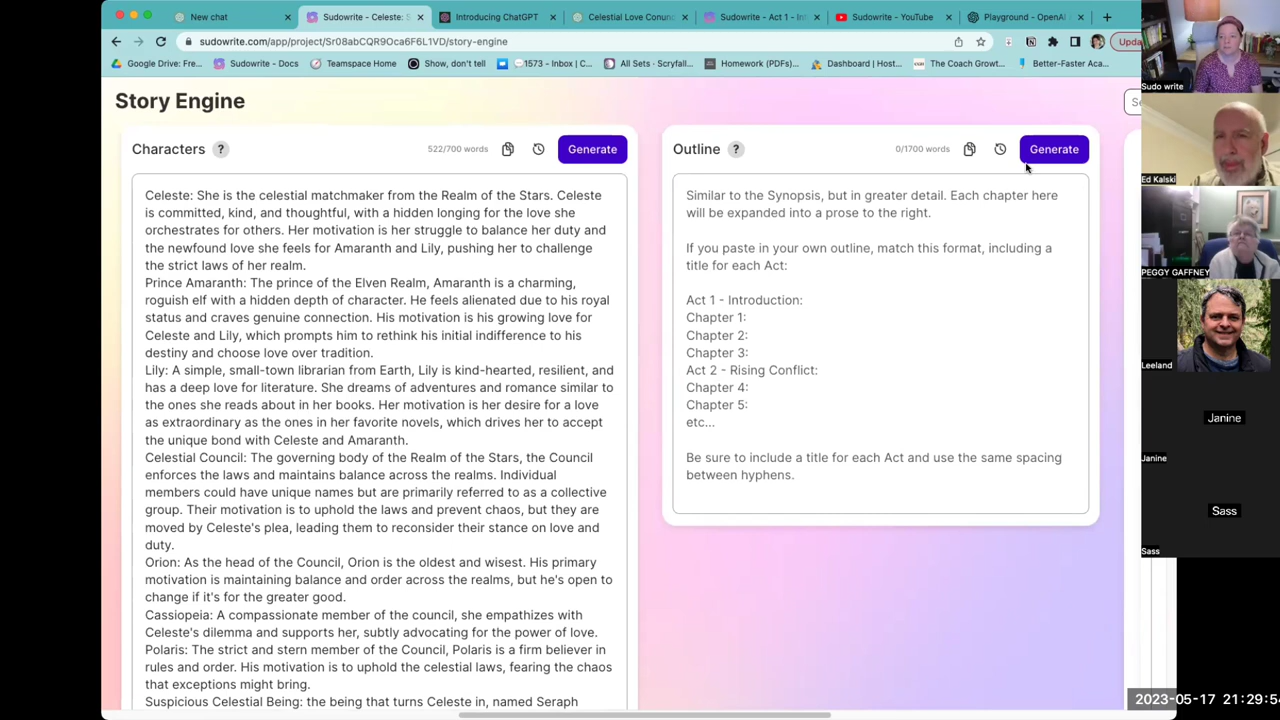 New chat
Sudowrite - Celeste: S
Introducing ChatGPT
Celestial Love Conun
Sudowrite - Act 1 - In
Sudowrite - YouTube
Playground - OpenAI
sudowrite.com/app/project/Sr08abCQR9Oca6F6L1VD/story-engine
Upda
Google Drive: Fre...
Sudowrite - Docs
Teamspace Home
Show, don't tell
1573 - Inbox | C...
All Sets · Scryfall...
Homework (PDFs)...
Dashboard | Host...
The Coach Growt...
Better-Faster Aca...
Story Engine
Se
Characters ?
522/700 words
Generate
Celeste: She is the celestial matchmaker from the Realm of the Stars. Celeste
is committed, kind, and thoughtful, with a hidden longing for the love she
orchestrates for others. Her motivation is her struggle to balance her duty and
the newfound love she feels for Amaranth and Lily, pushing her to challenge
the strict laws of her realm.
Prince Amaranth: The prince of the Elven Realm, Amaranth is a charming,
roguish elf with a hidden depth of character. He feels alienated due to his royal
status and craves genuine connection. His motivation is his growing love for
Celeste and Lily, which prompts him to rethink his initial indifference to his
destiny and choose love over tradition.
Lily: A simple, small-town librarian from Earth, Lily is kind-hearted, resilient, and
has a deep love for literature. She dreams of adventures and romance similar to
the ones she reads about in her books. Her motivation is her desire for a love
as extraordinary as the ones in her favorite novels, which drives her to accept
the unique bond with Celeste and Amaranth.
Celestial Council: The governing body of the Realm of the Stars, the Council
enforces the laws and maintains balance across the realms. Individual
members could have unique names but are primarily referred to as a collective
group. Their motivation is to uphold the laws and prevent chaos, but they are
moved by Celeste's plea, leading them to reconsider their stance on love and
duty.
Orion: As the head of the Council, Orion is the oldest and wisest. His primary
motivation is maintaining balance and order across the realms, but he's open to
change if it's for the greater good.
Cassiopeia: A compassionate member of the council, she empathizes with
Celeste's dilemma and supports her, subtly advocating for the power of love.
Polaris: The strict and stern member of the Council, Polaris is a firm believer in
rules and order. His motivation is to uphold the celestial laws, fearing the chaos
that exceptions might bring.
Suspicious Celestial Being: the being that turns Celeste in, named Seraph
Outline ?
0/1700 words
Generate
Similar to the Synopsis, but in greater detail. Each chapter here
will be expanded into a prose to the right.
If you paste in your own outline, match this format, including a
title for each Act:
Act 1 - Introduction:
Chapter 1:
Chapter 2:
Chapter 3:
Act 2 - Rising Conflict:
Chapter 4:
Chapter 5:
etc...
Be sure to include a title for each Act and use the same spacing
between hyphens.
Sudo write
Ed Kalski
PEGGY GAFFNEY
Leeland
Janine
Janine
Sass
Sass
2023-05-17 21:29:54